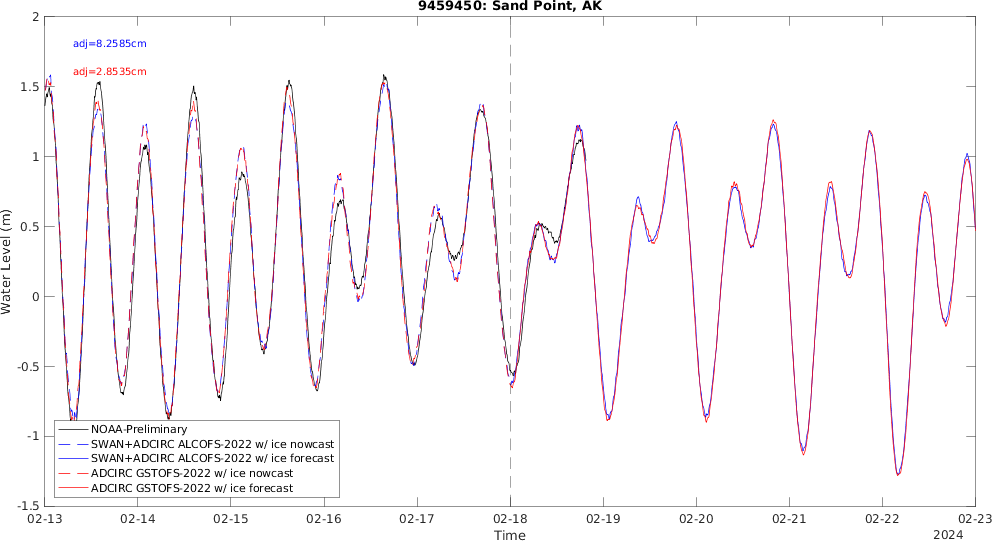 9459450: Sand Point, AK
adj=8.2585cm
adj=2.8535cm
2
1.5
1
0.5
0
-0.5
-1
-1.5
Water Level (m)
NOAA-Preliminary
SWAN+ADCIRC ALCOFS-2022 w/ ice nowcast
SWAN+ADCIRC ALCOFS-2022 w/ ice forecast
ADCIRC GSTOFS-2022 w/ ice nowcast
ADCIRC GSTOFS-2022 w/ ice forecast
02-13 02-14 02-15 02-16 02-17 02-18 02-19 02-20 02-21 02-22 02-23
Time
2024